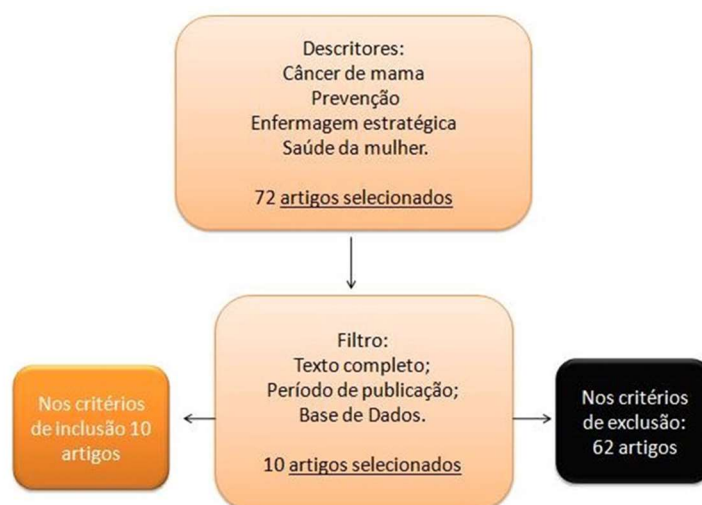 Descritores:
Câncer de mama
Prevenção
Enfermagem estratégica
Saúde da mulher.
72 artigos selecionados
Filtro:
Texto completo;
Período de publicação;
Base de Dados.
10 artigos selecionados
Nos critérios
de inclusão 10
artigos
Nos critérios
de exclusão:
62 artigos